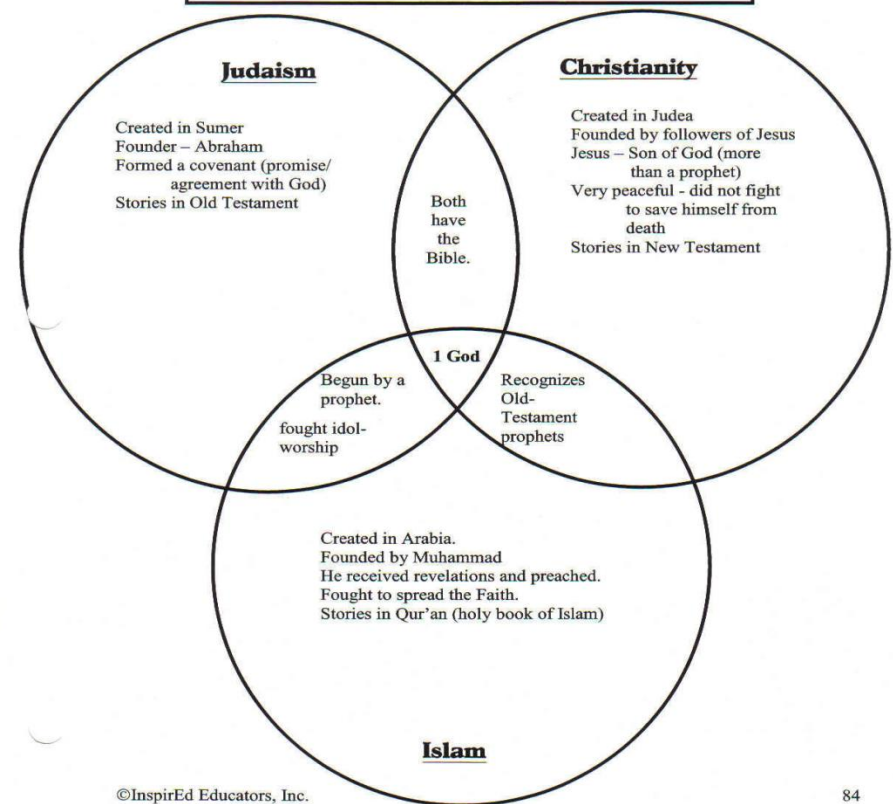 Judaism
Created in Sumer
Founder – Abraham
Formed a covenant (promise/
agreement with God)
Stories in Old Testament
Christianity
Created in Judea
Founded by followers of Jesus
Jesus – Son of God (more
than a prophet)
Very peaceful - did not fight
to save himself from
death
Stories in New Testament
Both
have
the
Bible.
1 God
Begun by a
prophet.
fought idol-
worship
Recognizes
Old-
Testament
prophets
Created in Arabia.
Founded by Muhammad
He received revelations and preached.
Fought to spread the Faith.
Stories in Qur'an (holy book of Islam)
Islam
©InspirEd Educators, Inc.
84